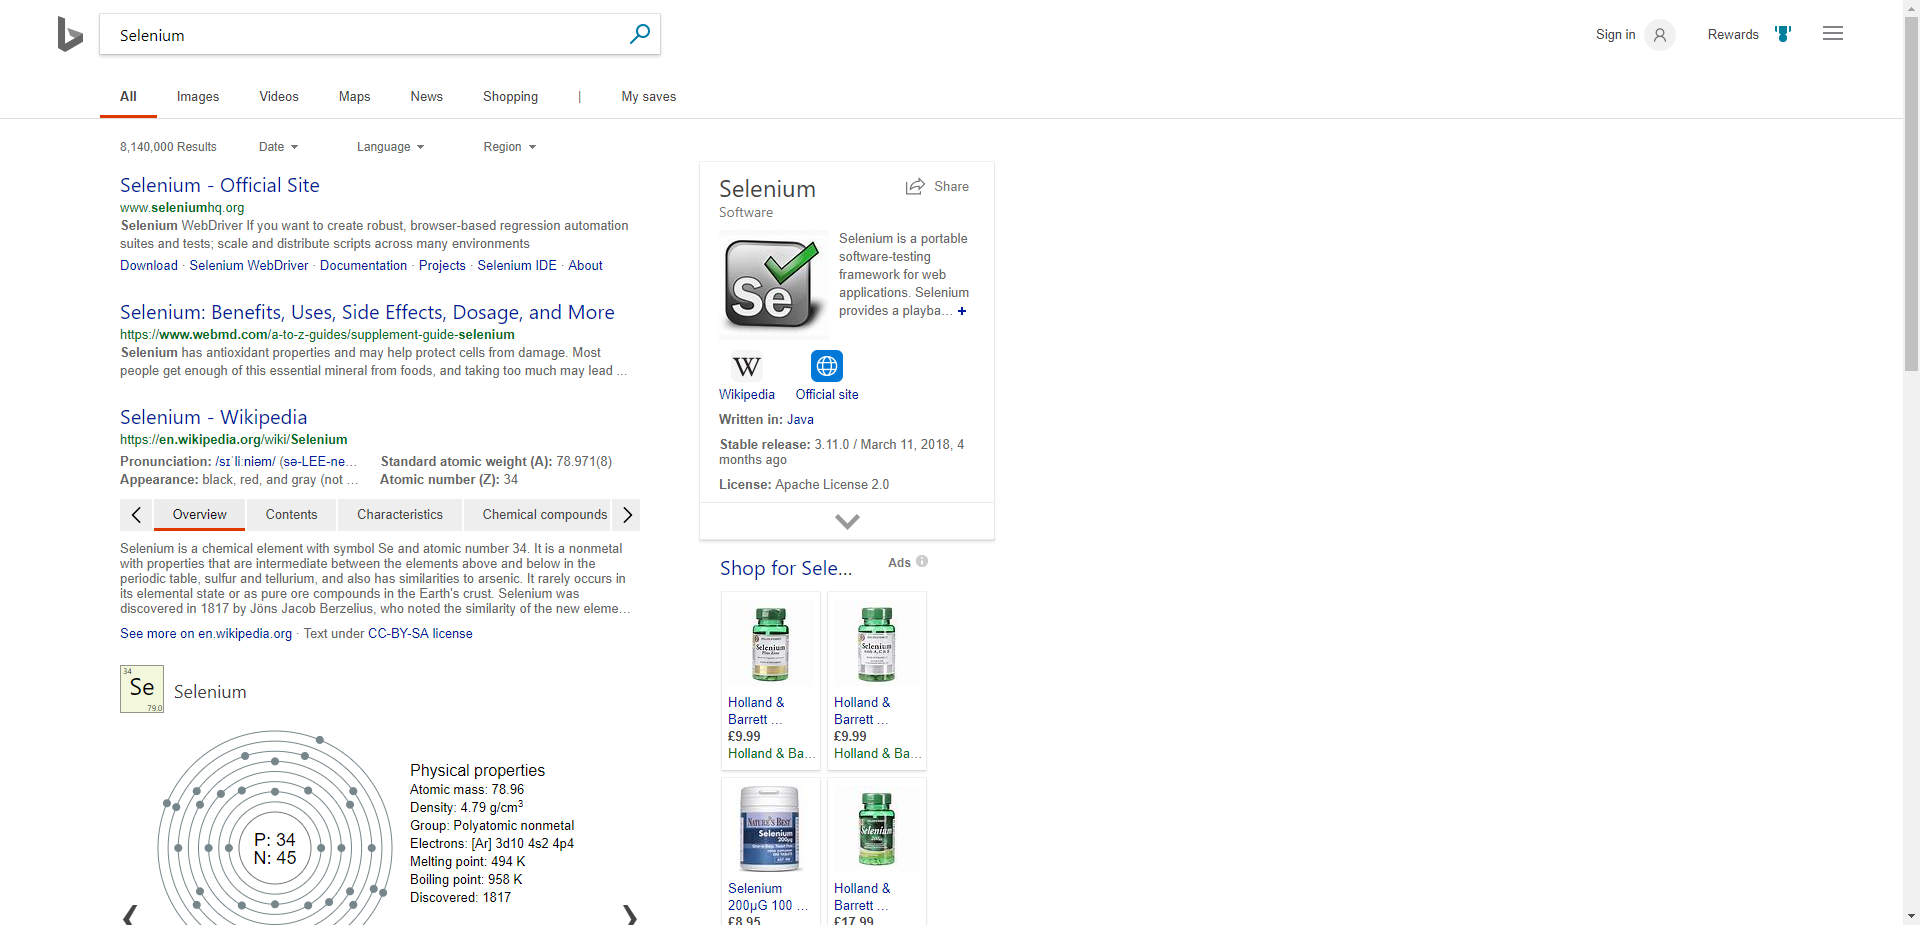 Selenium
Sign in
Rewards
All
Images
Videos
Maps
News
Shopping
|
My saves
8,140,000 Results
Date
Language
Region
Selenium - Official Site
www.seleniumhq.org
Selenium WebDriver If you want to create robust, browser-based regression automation
suites and tests; scale and distribute scripts across many environments
Download · Selenium WebDriver · Documentation · Projects · Selenium IDE · About
Selenium: Benefits, Uses, Side Effects, Dosage, and More
https://www.webmd.com/a-to-z-guides/supplement-guide-selenium
Selenium has antioxidant properties and may help protect cells from damage. Most
people get enough of this essential mineral from foods, and taking too much may lead ...
Selenium - Wikipedia
https://en.wikipedia.org/wiki/Selenium
Pronunciation: /sɪˈliːniəm/ (sə-LEE-ne...
Standard atomic weight (A): 78.971(8)
Appearance: black, red, and gray (not ...
Atomic number (Z): 34
Overview
Contents
Characteristics
Chemical compounds
Selenium is a chemical element with symbol Se and atomic number 34. It is a nonmetal
with properties that are intermediate between the elements above and below in the
periodic table, sulfur and tellurium, and also has similarities to arsenic. It rarely occurs in
its elemental state or as pure ore compounds in the Earth's crust. Selenium was
discovered in 1817 by Jöns Jacob Berzelius, who noted the similarity of the new eleme...
See more on en.wikipedia.org · Text under CC-BY-SA license
34
Se
79.0
Selenium
P: 34
N: 45
Physical properties
Atomic mass: 78.96
Density: 4.79 g/cm3
Group: Polyatomic nonmetal
Electrons: [Ar] 3d10 4s2 4p4
Melting point: 494 K
Boiling point: 958 K
Discovered: 1817
Selenium
Share
Software
Se
Selenium is a portable
software-testing
framework for web
applications. Selenium
provides a playba... +
W
Wikipedia
Official site
Written in: Java
Stable release: 3.11.0 / March 11, 2018, 4
months ago
License: Apache License 2.0
Shop for Sele...
Ads
Selenium
Plus Zinc
Holland &
Barrett ...
£9.99
Holland & Ba...
Selenium
with A, C & E
Holland &
Barrett ...
£9.99
Holland & Ba...
NATURE'S BEST
Selenium
200µg
Selenium
200µG 100 ...
£8.95
Selenium
Holland &
Barrett ...
£17.99